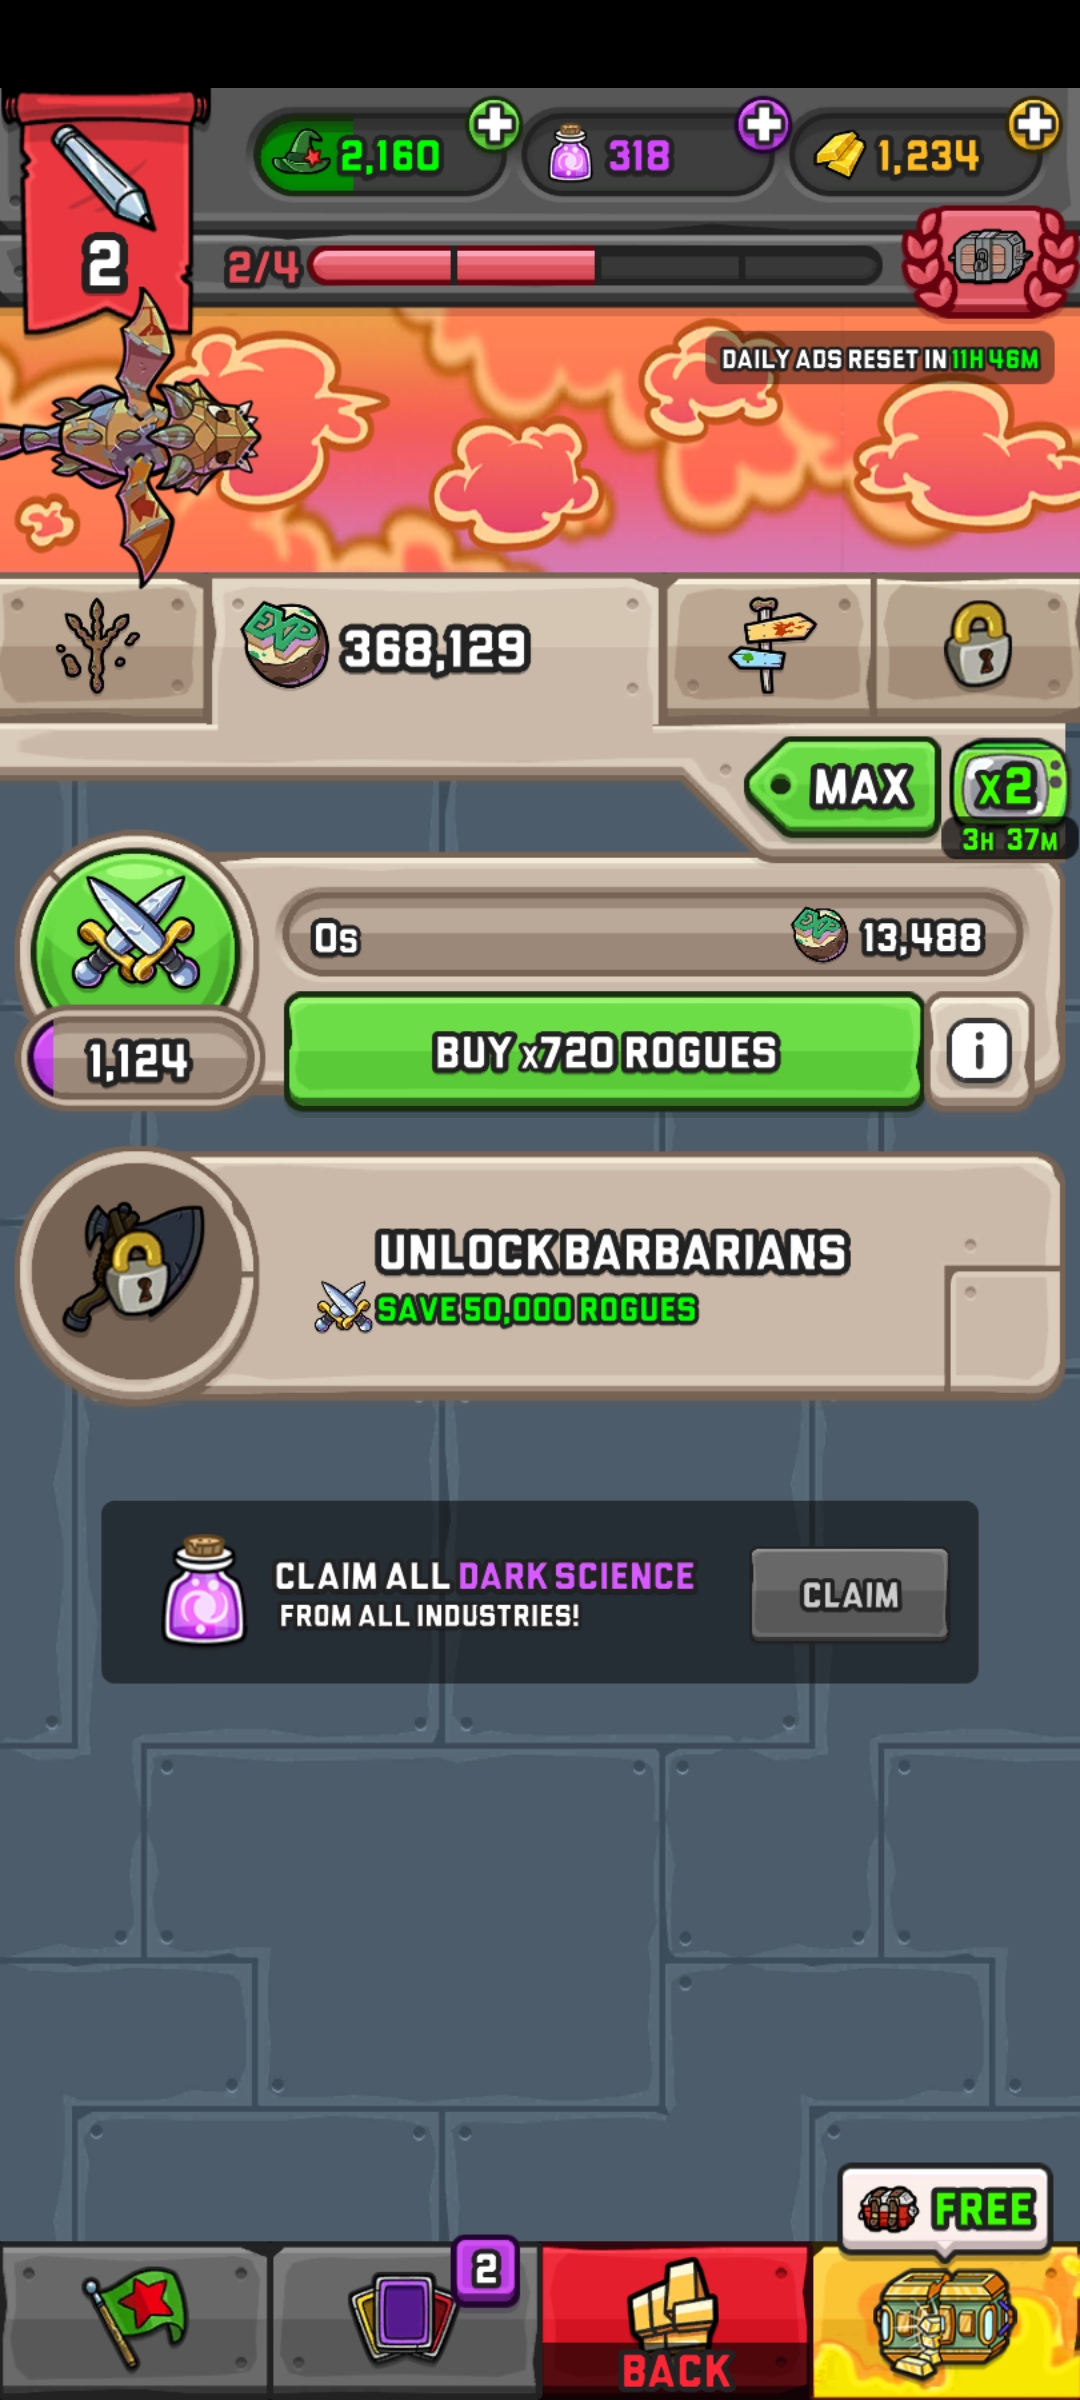 2,160
318
1,234
2
2/4
DAILY ADS RESET IN 11H 46M
EXP
368,129
MAX
x2
3H 37M
0s
EXP
13,488
1,124
BUY x720 ROGUES
i
UNLOCK BARBARIANS
SAVE 50,000 ROGUES
CLAIM ALL DARK SCIENCE
FROM ALL INDUSTRIES!
CLAIM
FREE
2
BACK